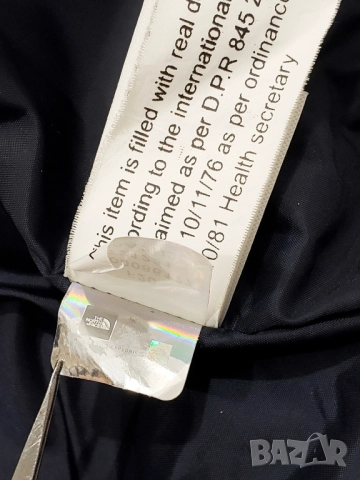 This item is filled with real d
ording to the international
aimed as per D.P.R 845 2
10/11/76 as per ordinance
0/81 Health secretary
THE
NORTH
FACE
BAZAR